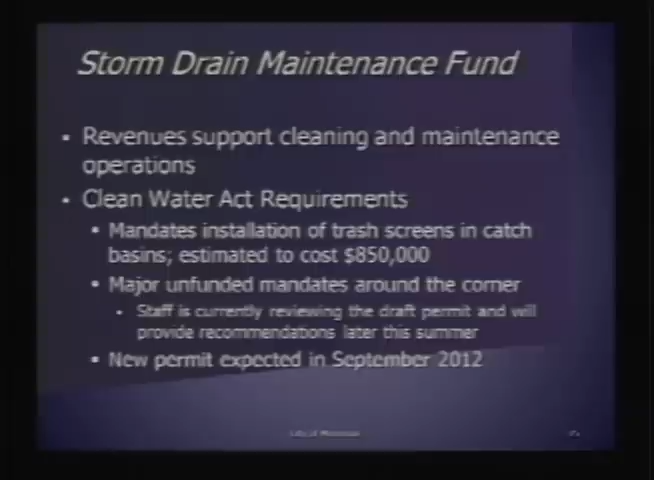 Storm Drain Maintenance Fund
Revenues support cleaning and maintenance
operations
Clean Water Act Requirements
Mandates installation of trash screens in catch
basins; estimated to cost $850,000
Major unfunded mandates around the corner
Staff is currently reviewing the draft permit and will
provide recommendations later this summer
New permit expected in September 2012